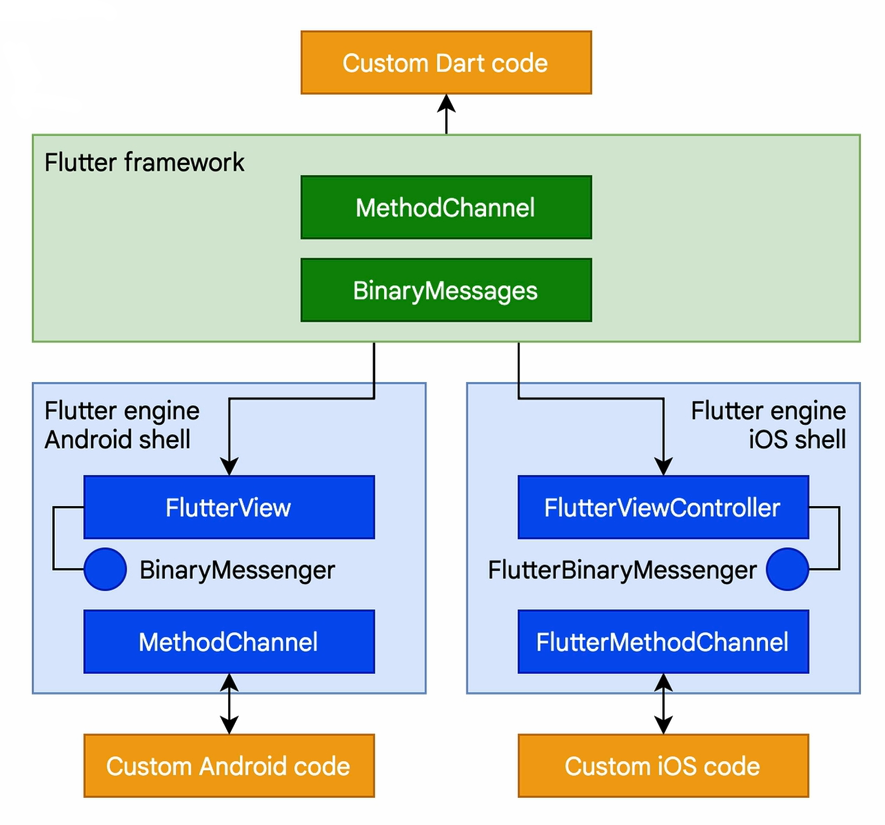 Custom Dart code
Flutter framework
MethodChannel
BinaryMessages
Flutter engine
Android shell
FlutterView
BinaryMessenger
MethodChannel
Custom Android code
Flutter engine
iOS shell
FlutterViewController
FlutterBinaryMessenger
FlutterMethodChannel
Custom iOS code